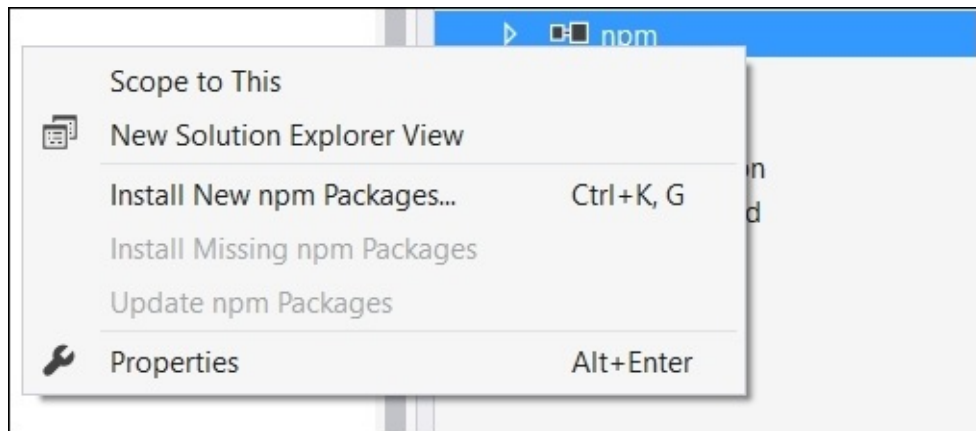 npm
Scope to This
New Solution Explorer View
Install New npm Packages... Ctrl+K, G
Install Missing npm Packages
Update npm Packages
Properties Alt+Enter